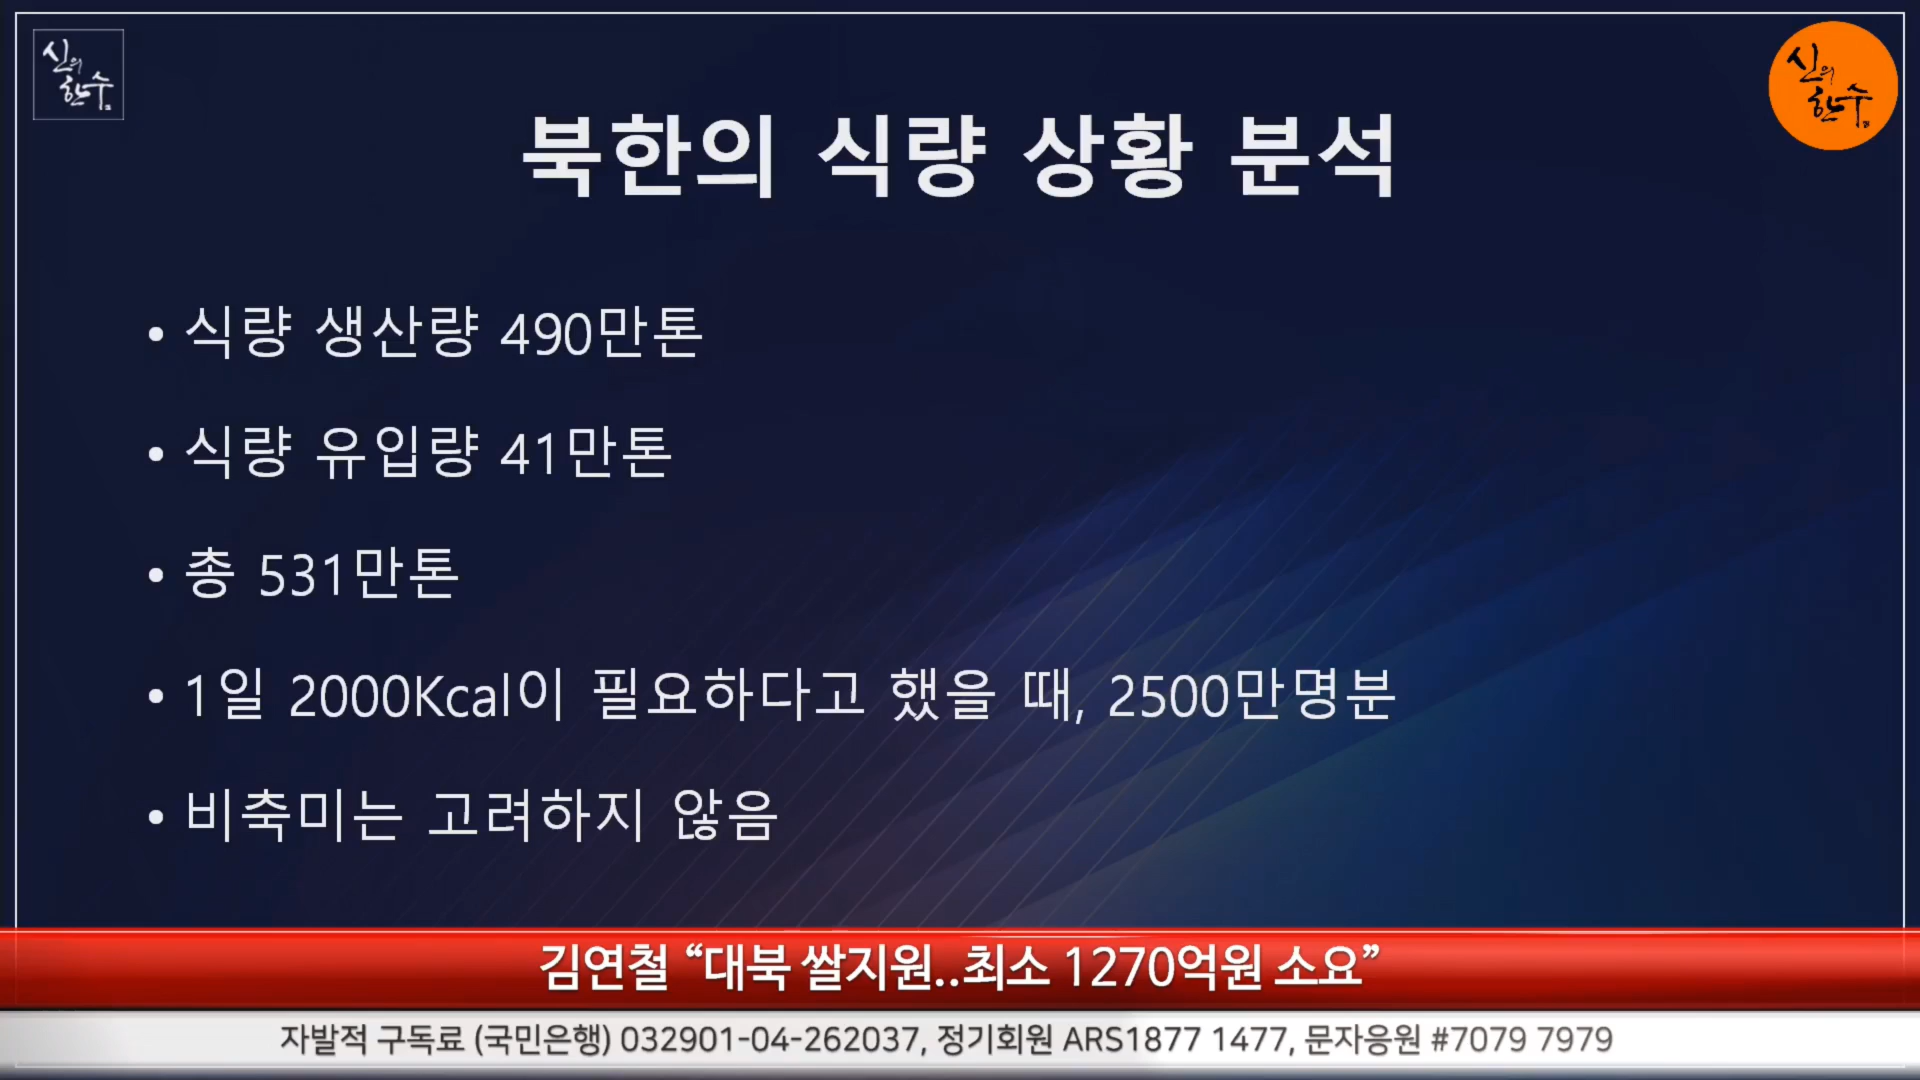 신의
한수
신의
한수
북한의 식량 상황 분석
• 식량 생산량 490만톤
• 식량 유입량 41만톤
• 총 531만톤
• 1일 2000Kcal이 필요하다고 했을 때, 2500만명분
• 비축미는 고려하지 않음
김연철 “대북 쌀지원..최소 1270억원 소요”
자발적 구독료 (국민은행) 032901-04-262037, 정기회원 ARS1877 1477, 문자응원 #7079 7979